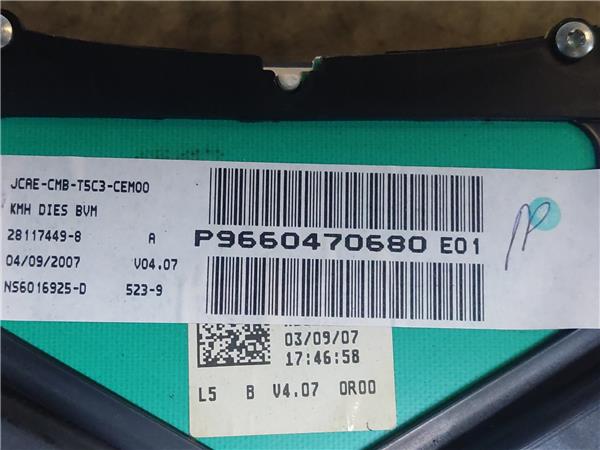 JCAE-CMB-T5C3-CEM00
KMH DIES BVM
28117449-8 A
04/09/2007 V04.07
NS6016925-D 523-9
P9660470680 E01
03/09/07
17:46:58
L5 B V4.07 0R00